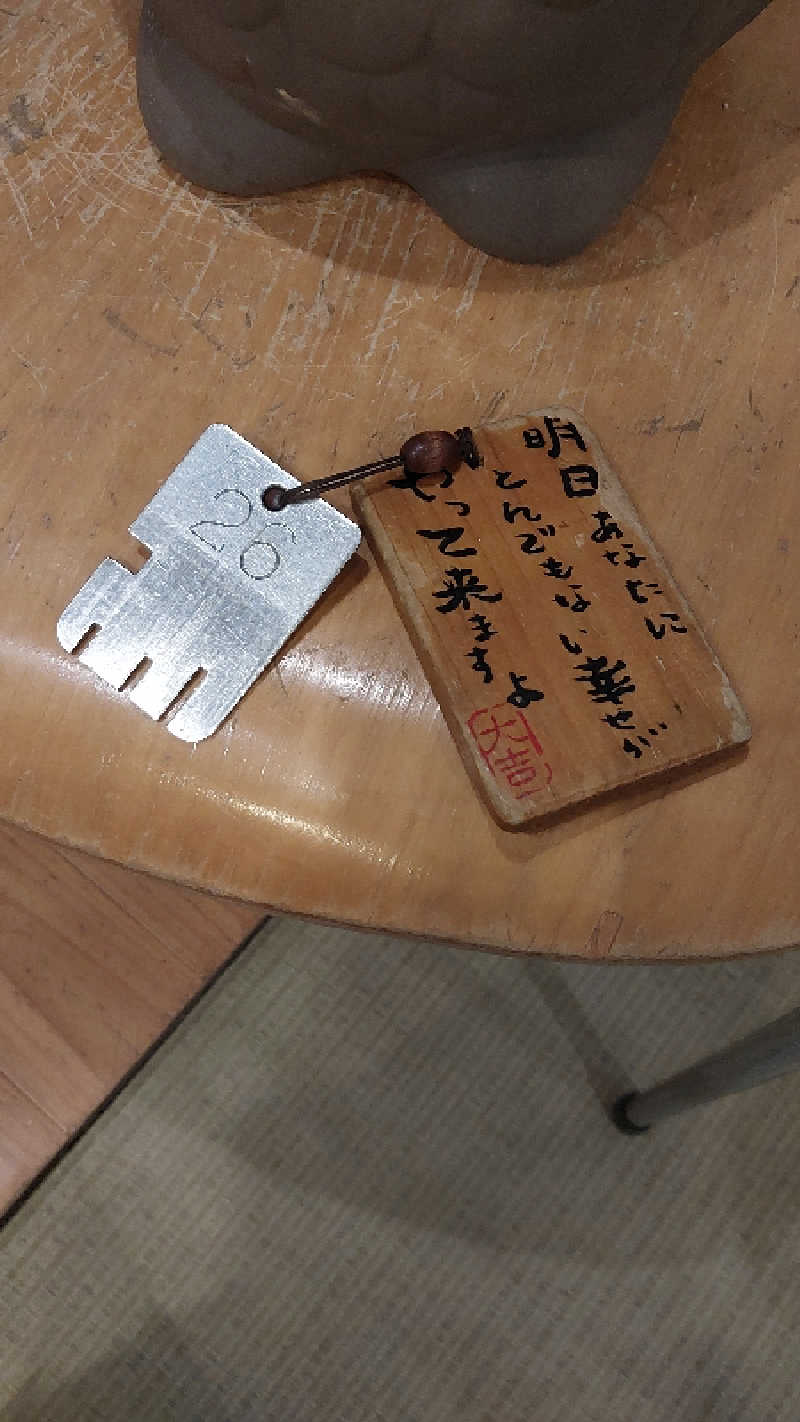 26
明日あなたに
とんでもない幸せが
やって来ますよ
大吉